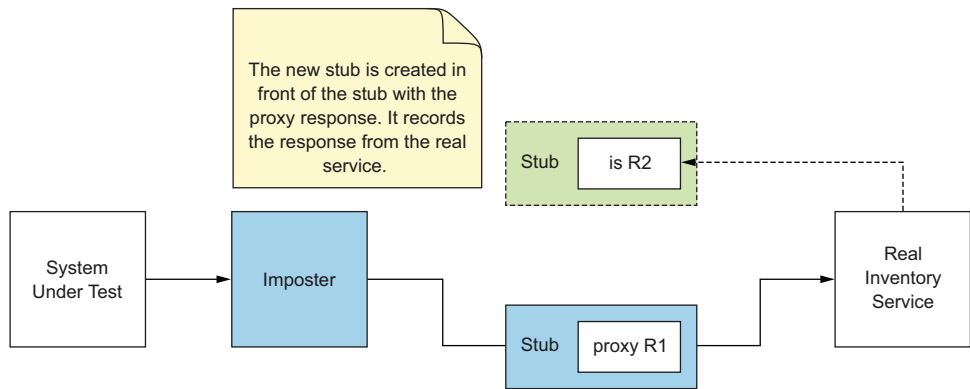 The new stub is created in
front of the stub with the
proxy response. It records
the response from the real
service.
Stub
is R2
System
Under Test
Imposter
Stub
proxy R1
Real
Inventory
Service